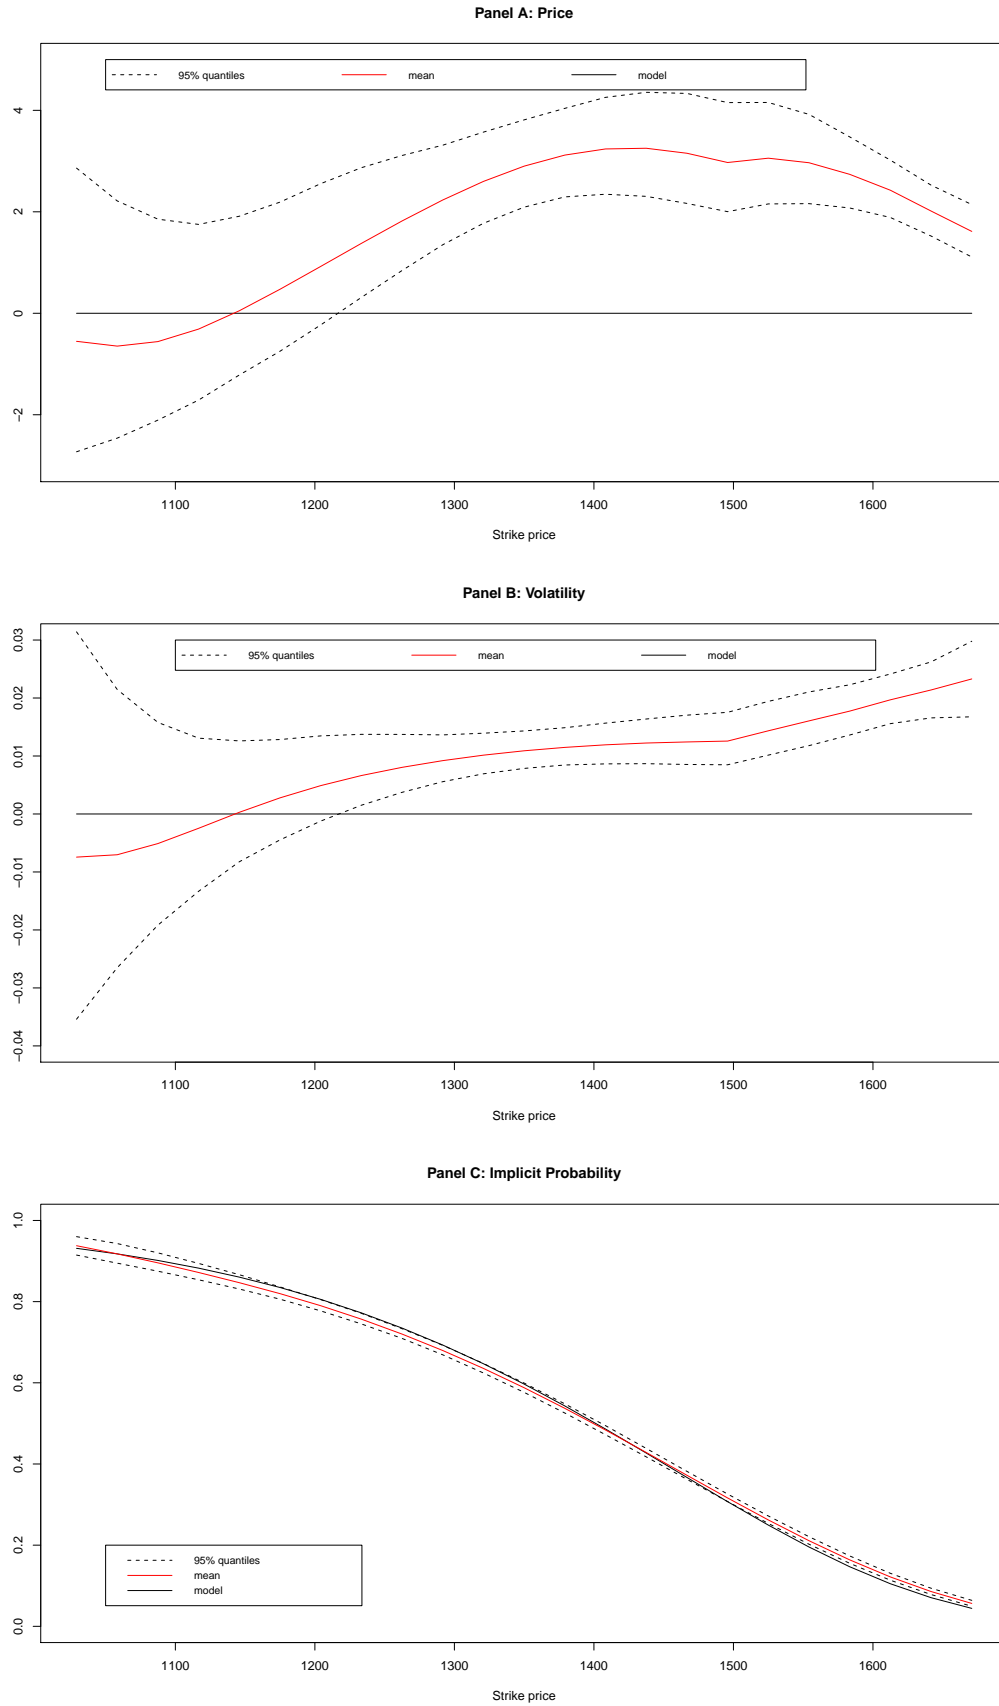 Panel A: Price
95% quantiles mean model
4
2
0
−2
1100 1200 1300 1400 1500 1600
Strike price
Panel B: Volatility
95% quantiles mean model
0.03
0.02
0.01
0.00
−0.01
−0.02
−0.03
−0.04
1100 1200 1300 1400 1500 1600
Strike price
Panel C: Implicit Probability
1.0
0.8
0.6
0.4
0.2
0.0
95% quantiles
mean
model
1100 1200 1300 1400 1500 1600
Strike price